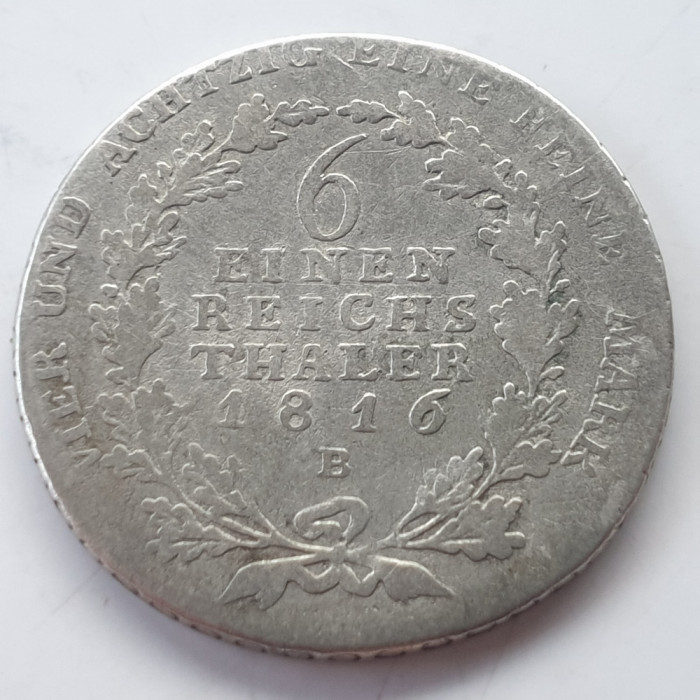 VIER UND ACHTZIG EINE FEINE MARK
6
EINEN
REICHS
THALER
1816
B